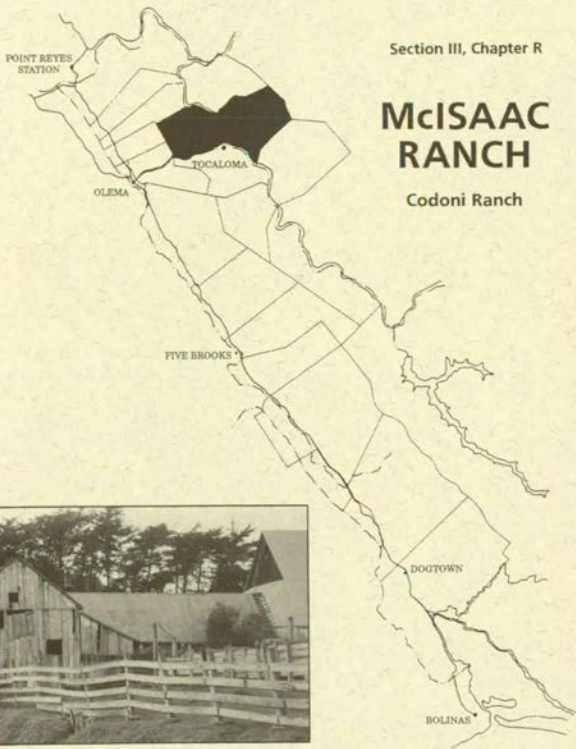 Section III, Chapter R
McISAAC
RANCH
Codoni Ranch
POINT REYES
STATION
TOCALOMA
OLEMA
FIVE BROOKS
DOGTOWN
BOLINAS